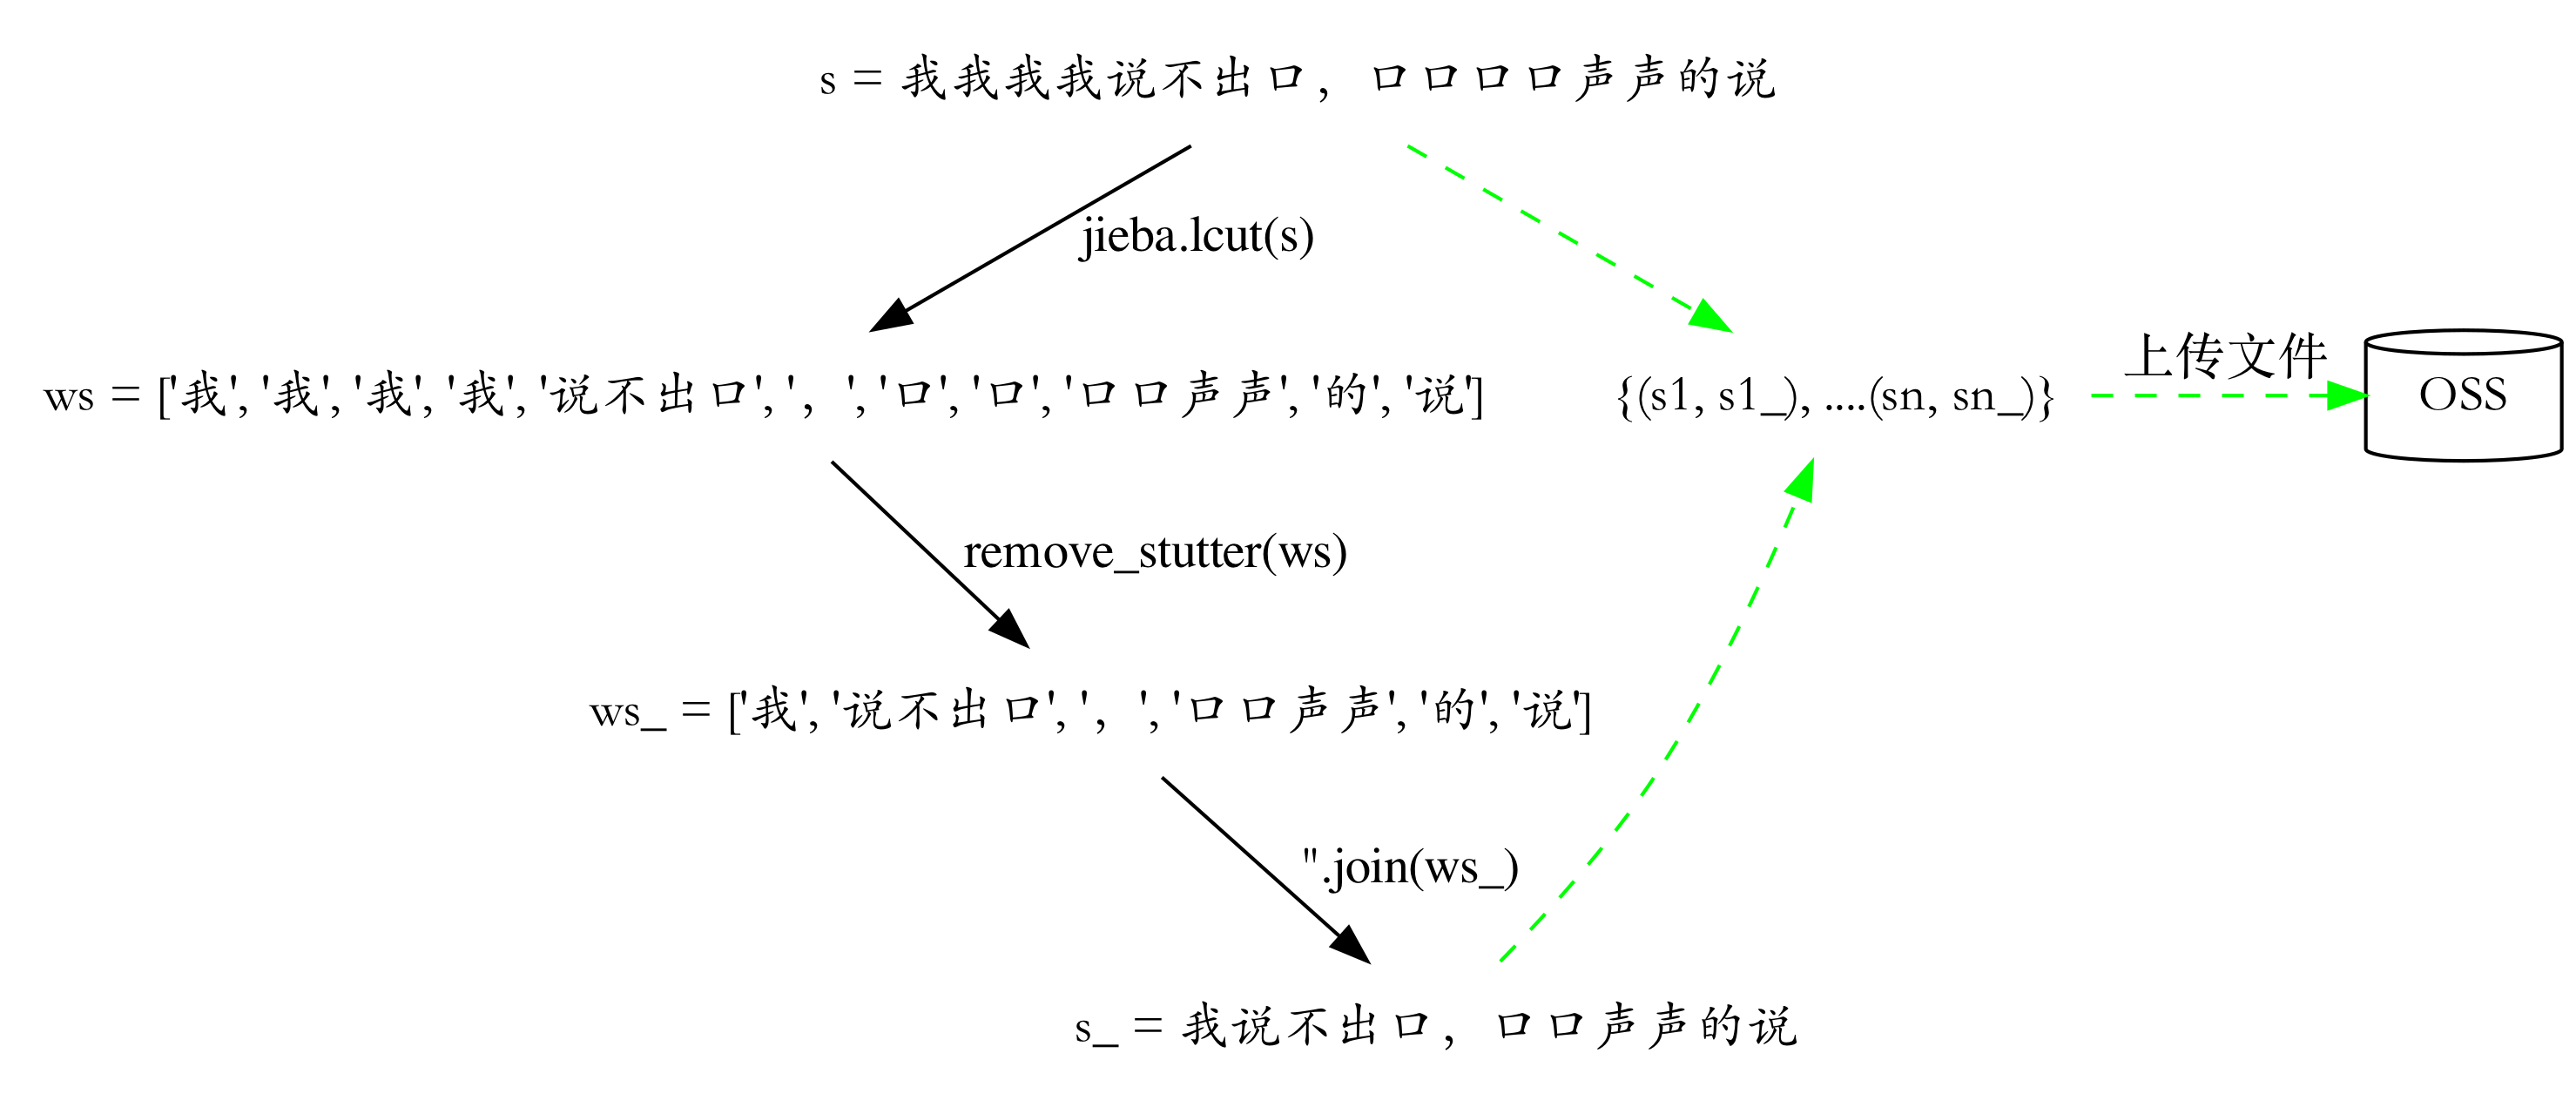 s = 我我我我说不出口，口口口口声声的说
jieba.lcut(s)
ws = ['我', '我', '我', '我', '说不出口', '，', '口', '口', '口口声声', '的', '说']
{(s1, s1_), ....(sn, sn_)}
上传文件
OSS
remove_stutter(ws)
ws_ = ['我', '说不出口', '，', '口口声声', '的', '说']
''.join(ws_)
s_ = 我说不出口，口口声声的说